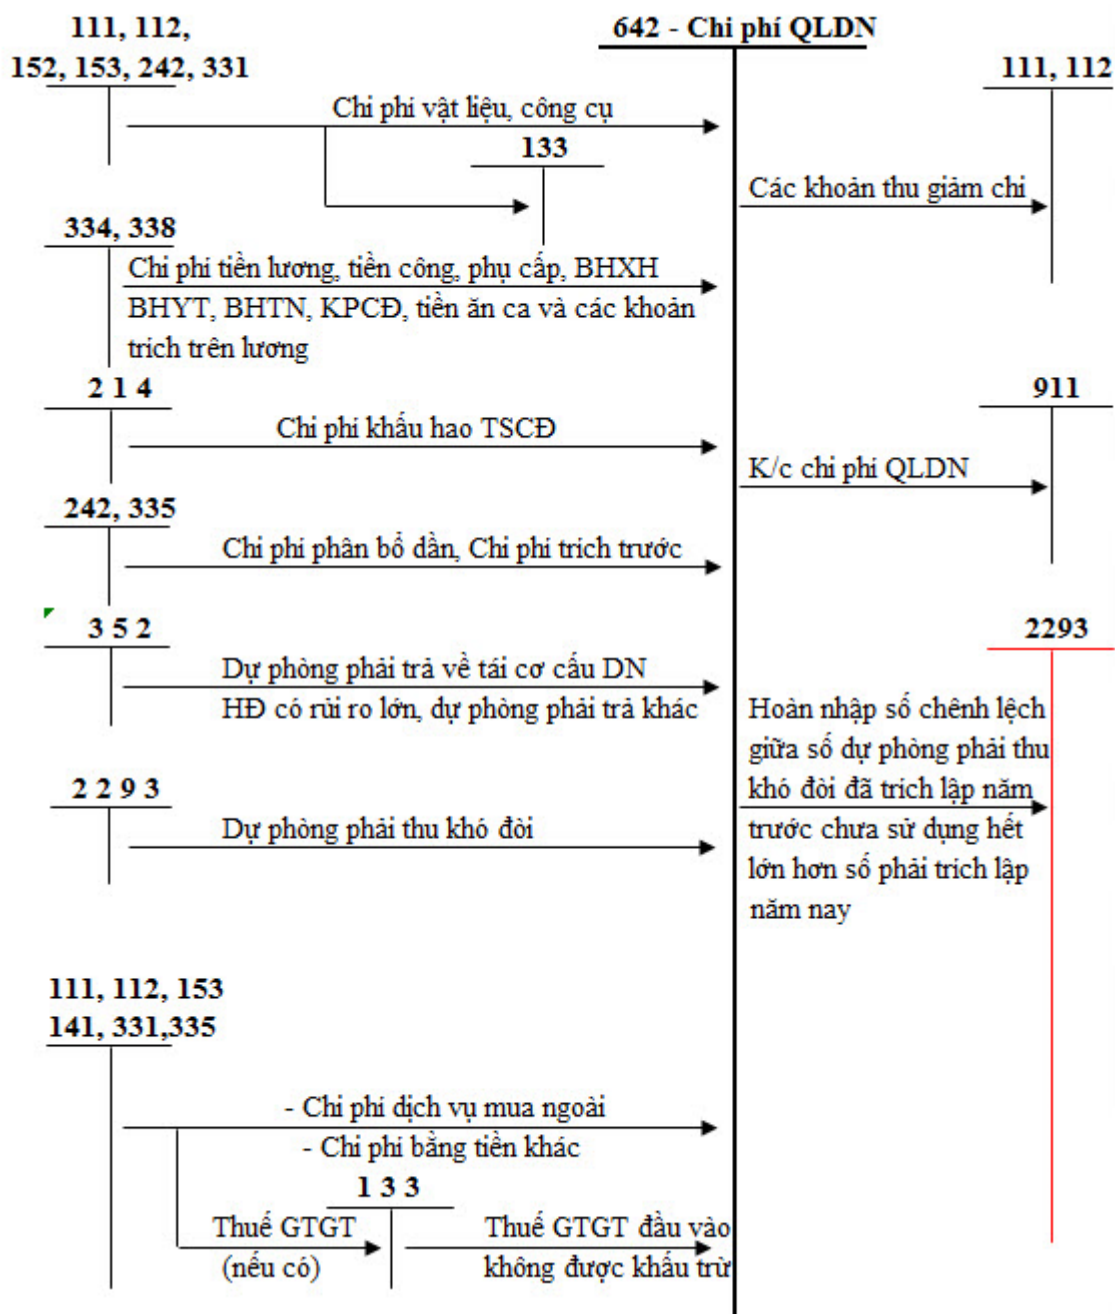 111, 112,
152, 153, 242, 331
642 - Chi phí QLDN
111, 112
Chi phí vật liệu, công cụ
133
Các khoản thu giảm chi
334, 338
Chi phí tiền lương, tiền công, phụ cấp, BHXH
BHYT, BHTN, KPCĐ, tiền ăn ca và các khoản
trích trên lương
2 1 4
911
Chi phí khấu hao TSCĐ
K/c chi phí QLDN
242, 335
Chi phí phân bổ dần, Chi phí trích trước
3 5 2
2293
Dự phòng phải trả về tái cơ cấu DN
HĐ có rủi ro lớn, dự phòng phải trả khác
Hoàn nhập số chênh lệch
giữa số dự phòng phải thu
khó đòi đã trích lập năm
trước chưa sử dụng hết
lớn hơn số phải trích lập
năm nay
2 2 9 3
Dự phòng phải thu khó đòi
111, 112, 153
141, 331,335
- Chi phí dịch vụ mua ngoài
- Chi phí bằng tiền khác
1 3 3
Thuế GTGT
(nếu có)
Thuế GTGT đầu vào
không được khấu trừ